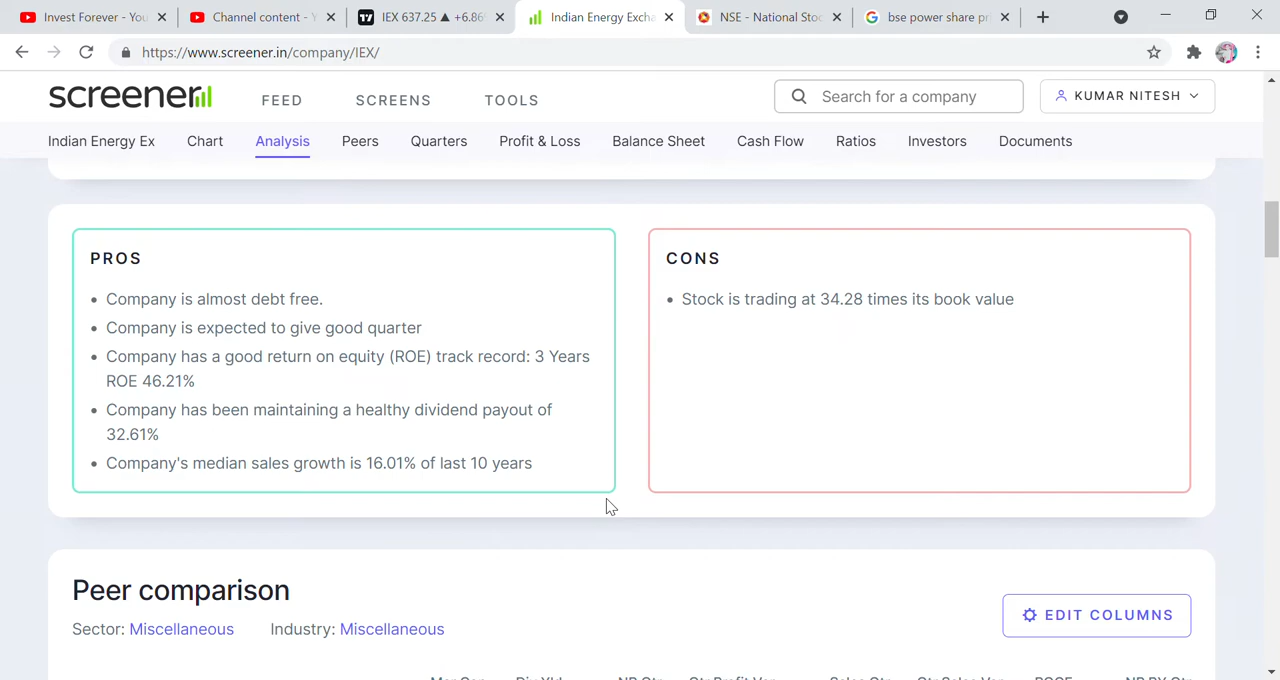 Invest Forever - You
Channel content - Y
IEX 637.25 ▲ +6.86
Indian Energy Excha
NSE - National Stoc
bse power share pri
https://www.screener.in/company/IEX/
screener
FEED
SCREENS
TOOLS
Search for a company
KUMAR NITESH
Indian Energy Ex
Chart
Analysis
Peers
Quarters
Profit & Loss
Balance Sheet
Cash Flow
Ratios
Investors
Documents
PROS
• Company is almost debt free.
• Company is expected to give good quarter
• Company has a good return on equity (ROE) track record: 3 Years
ROE 46.21%
• Company has been maintaining a healthy dividend payout of
32.61%
• Company's median sales growth is 16.01% of last 10 years
CONS
• Stock is trading at 34.28 times its book value
Peer comparison
Sector: Miscellaneous
Industry: Miscellaneous
EDIT COLUMNS